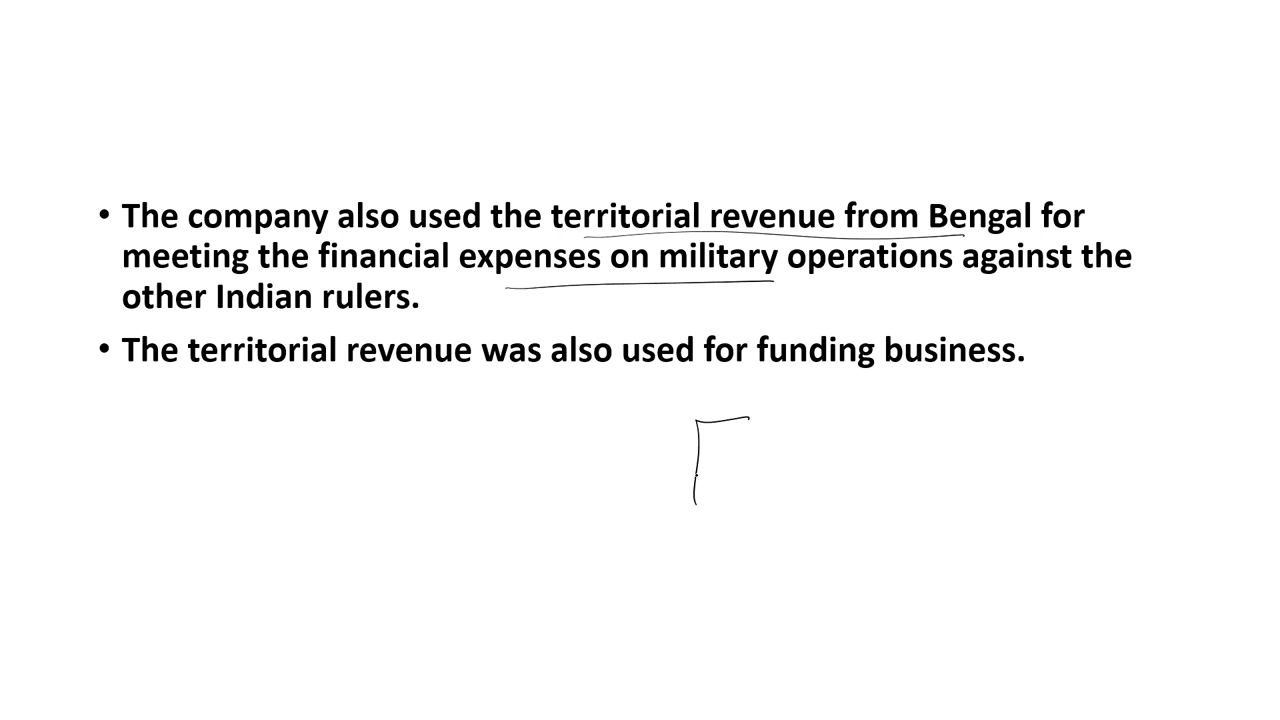 • The company also used the territorial revenue from Bengal for
meeting the financial expenses on military operations against the
other Indian rulers.
• The territorial revenue was also used for funding business.